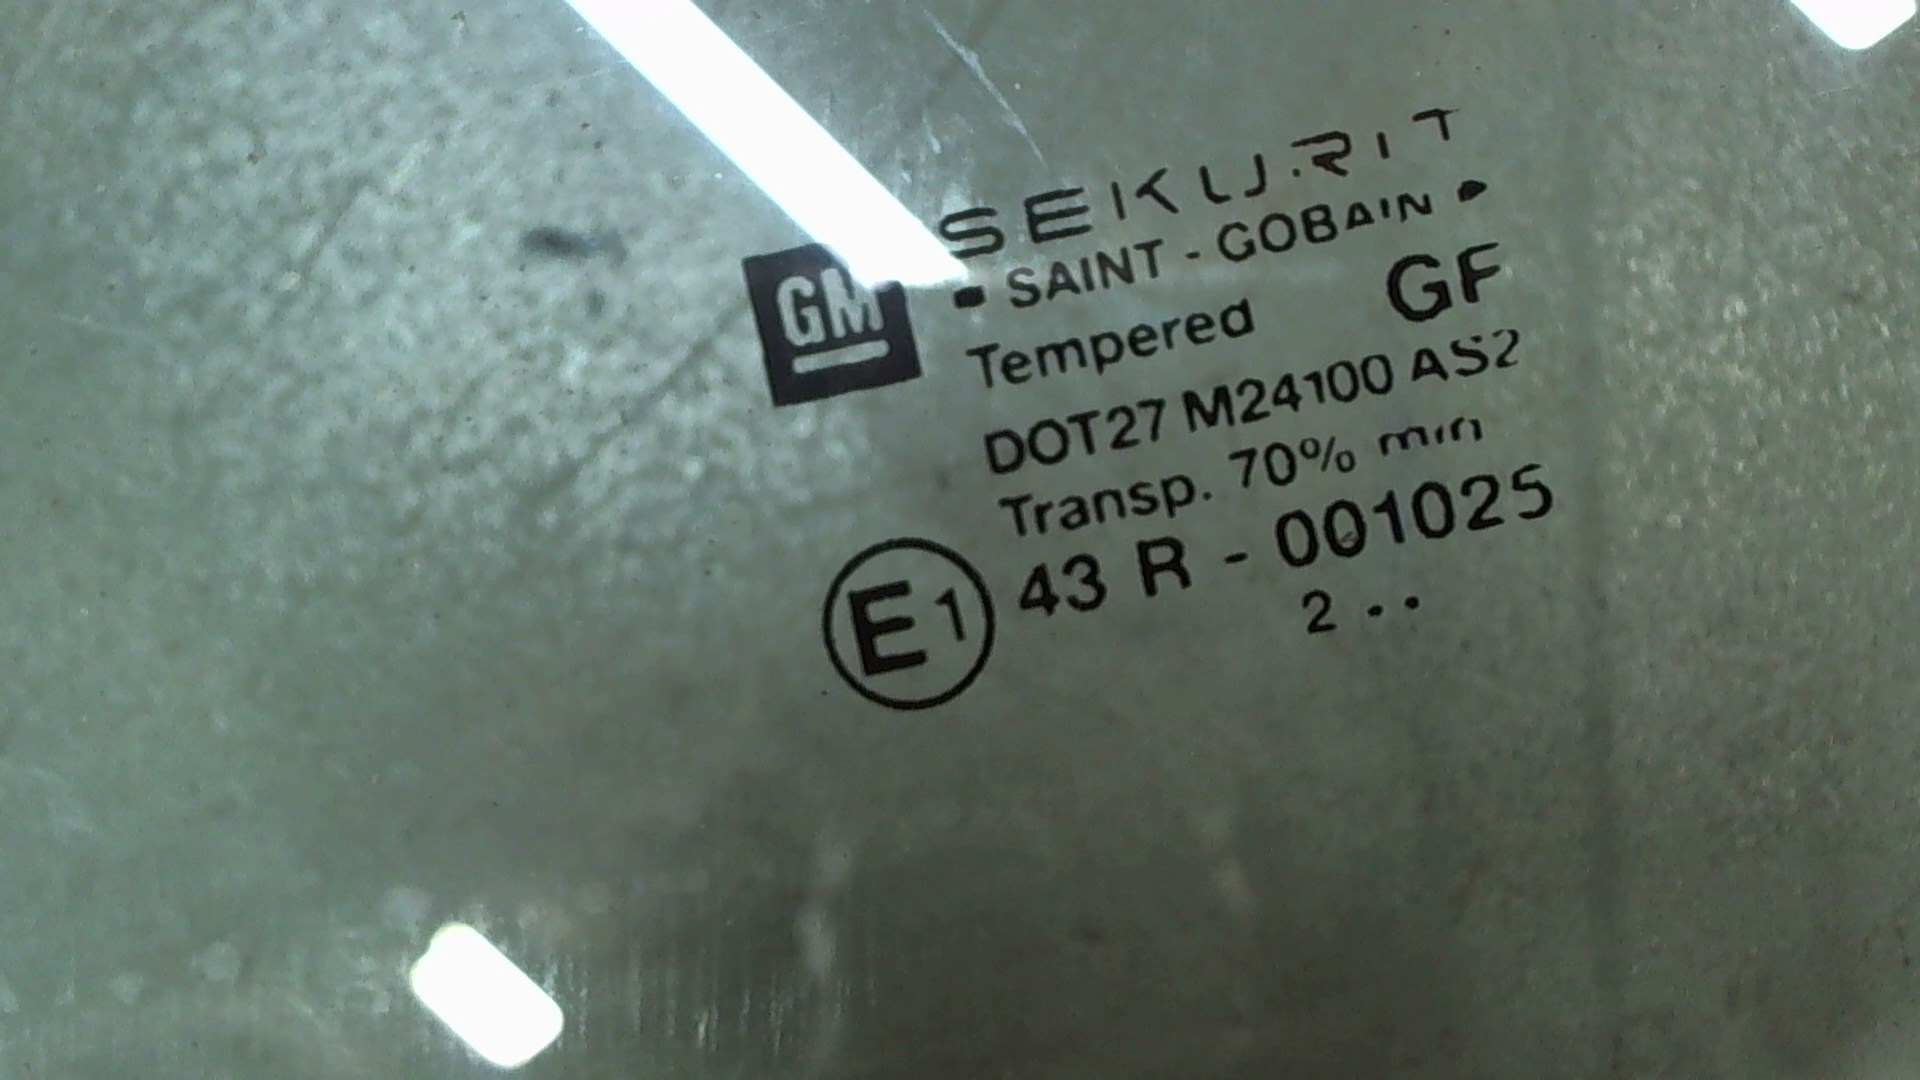 SEKURIT
• SAINT - GOBAIN •
GM
Tempered GF
DOT27 M24100 AS2
Transp. 70% min
E1 43 R - 001025
2 • •